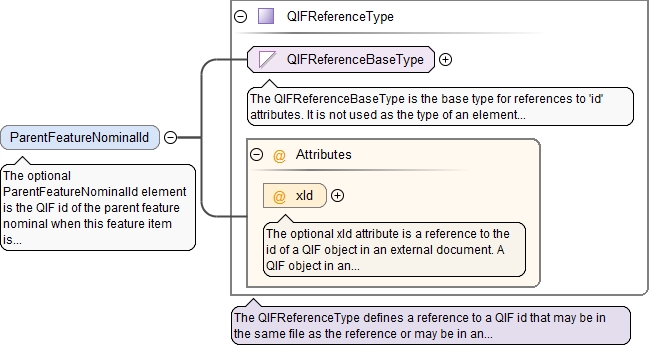 QIFReferenceType
QIFReferenceBaseType
The QIFReferenceBaseType is the base type for references to 'id'
attributes. It is not used as the type of an element...
ParentFeatureNominalId
The optional
ParentFeatureNominalId element
is the QIF id of the parent feature
nominal when this feature item
is...
@ Attributes
@ xId
The optional xId attribute is a reference to the
id of a QIF object in an external document. A
QIF object in an...
The QIFReferenceType defines a reference to a QIF id that may be in
the same file as the reference or may be in an...